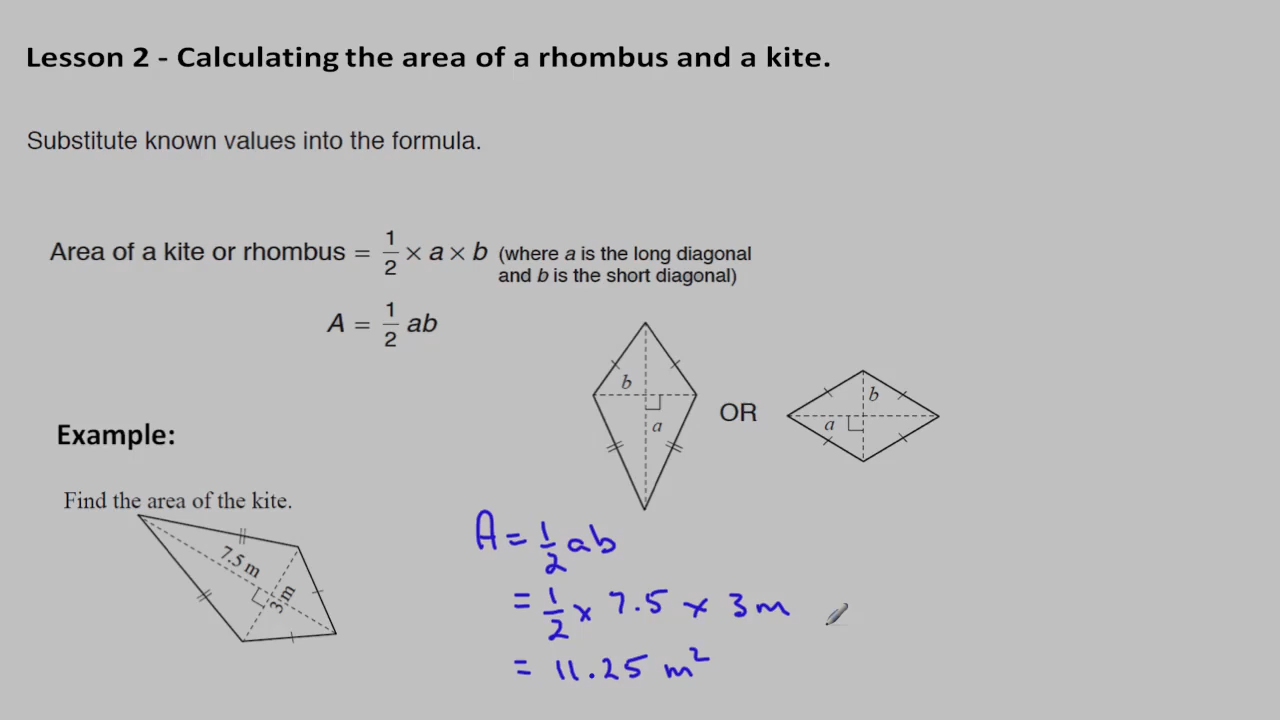 Lesson 2 - Calculating the area of a rhombus and a kite.
Substitute known values into the formula.
Area of a kite or rhombus = 1/2 × a × b (where a is the long diagonal
and b is the short diagonal)
A = 1/2 ab
b
a
OR
b
a
Example:
Find the area of the kite.
7.5 m
3 m
A = 1/2 ab
= 1/2 × 7.5 × 3 m
= 11.25 m²